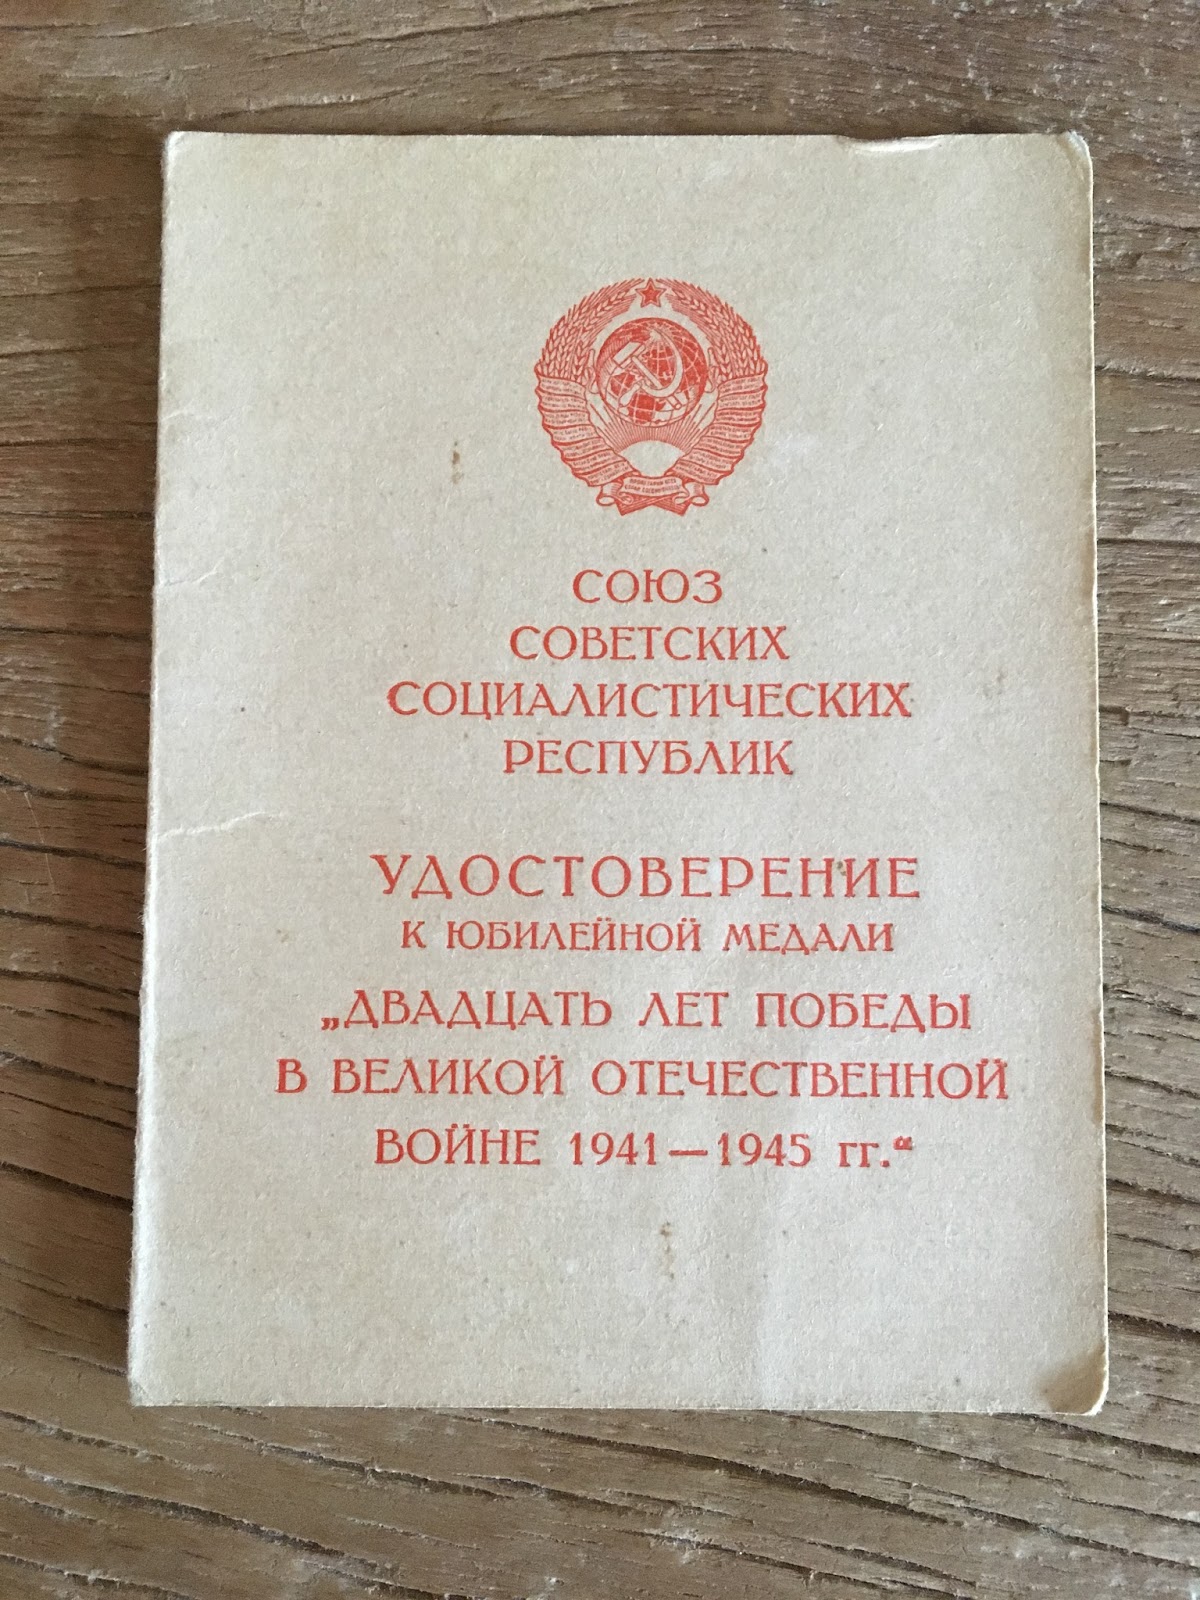 СОЮЗ
СОВЕТСКИХ
СОЦИАЛИСТИЧЕСКИХ
РЕСПУБЛИК
УДОСТОВЕРЕНИЕ
К ЮБИЛЕЙНОЙ МЕДАЛИ
„ДВАДЦАТЬ ЛЕТ ПОБЕДЫ
В ВЕЛИКОЙ ОТЕЧЕСТВЕННОЙ
ВОЙНЕ 1941—1945 гг.“